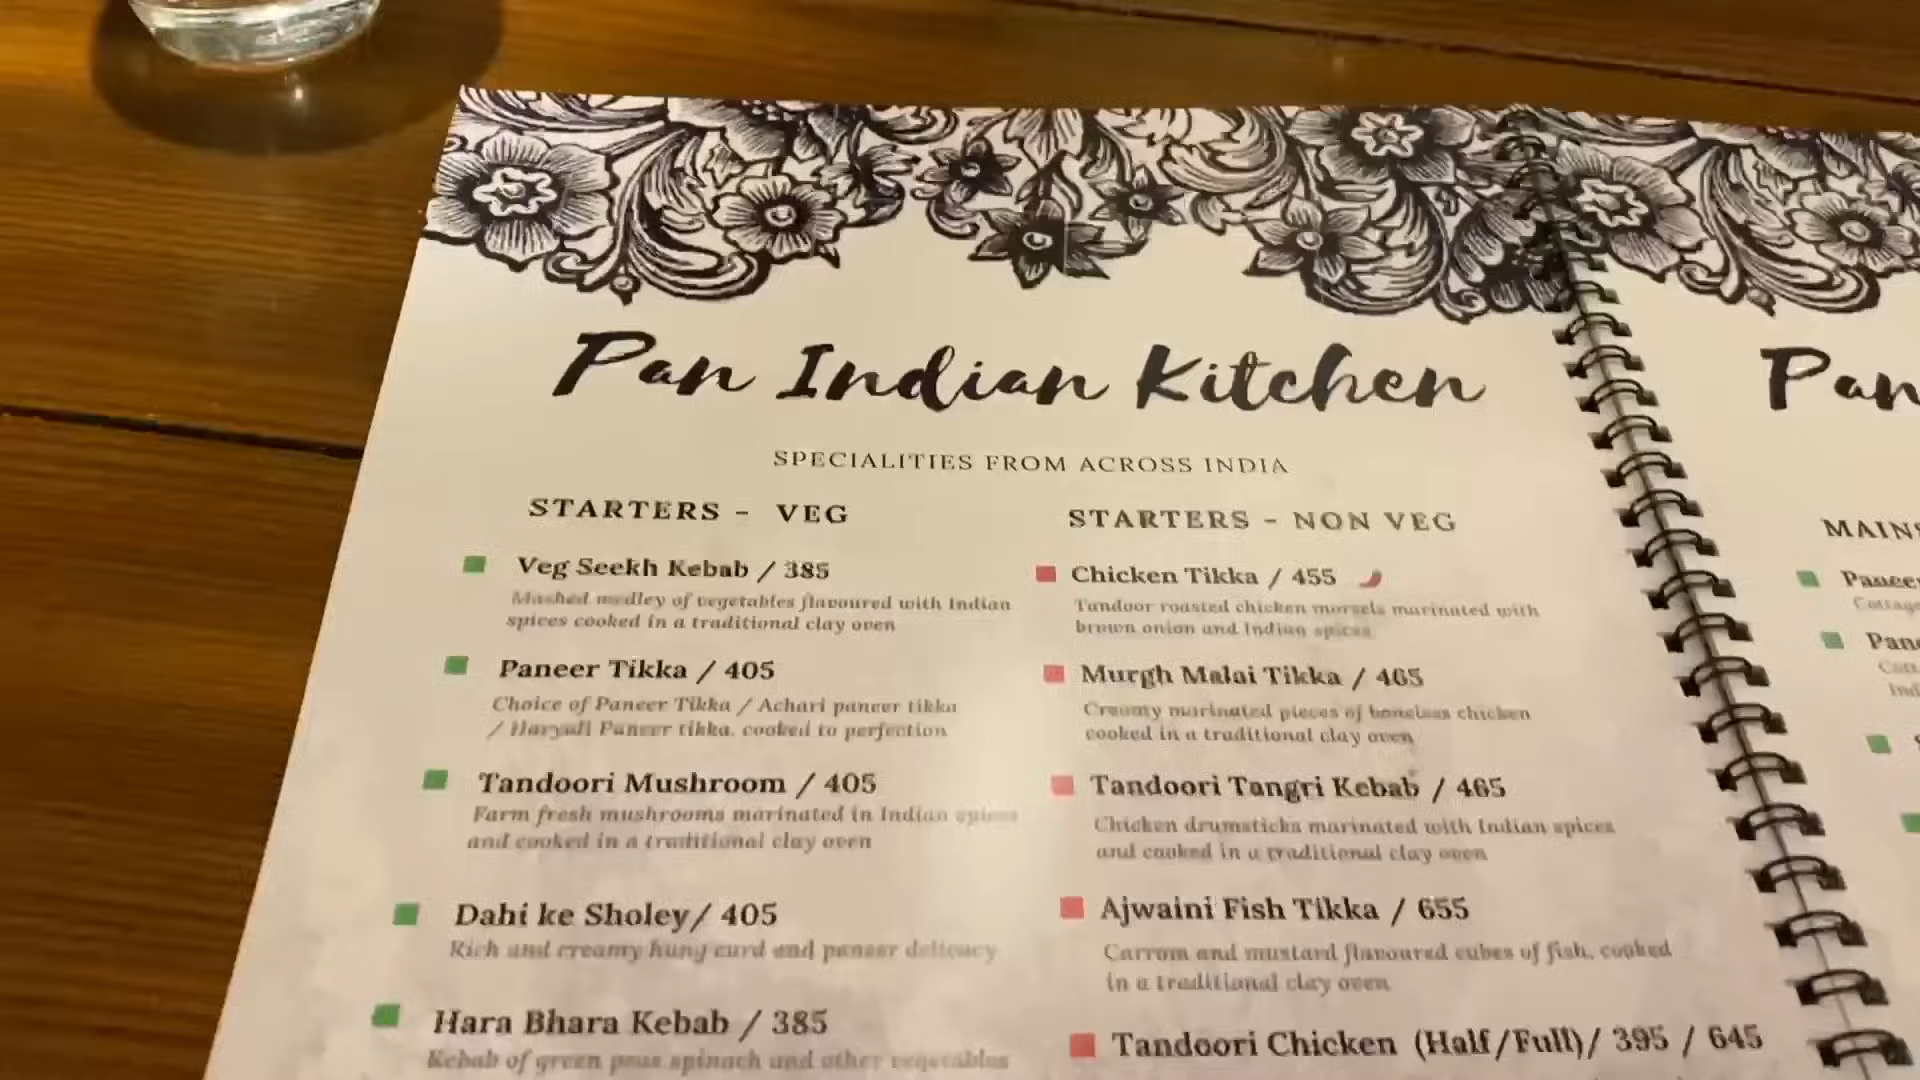 Pan Indian Kitchen
SPECIALITIES FROM ACROSS INDIA
STARTERS - VEG
Veg Seekh Kebab / 385
Mashed medley of vegetables flavoured with Indian
spices cooked in a traditional clay oven
Paneer Tikka / 405
Choice of Paneer Tikka / Achari paneer tikka
/ Haryali Paneer tikka, cooked to perfection
Tandoori Mushroom / 405
Farm fresh mushrooms marinated in Indian spices
and cooked in a traditional clay oven
Dahi ke Sholey/ 405
Rich and creamy hung curd and paneer delicacy
Hara Bhara Kebab / 385
Kebab of green peas spinach and other vegetables
STARTERS - NON VEG
Chicken Tikka / 455
Tandoor roasted chicken morsels marinated with
brown onion and Indian spices
Murgh Malai Tikka / 465
Creamy marinated pieces of boneless chicken
cooked in a traditional clay oven
Tandoori Tangri Kebab / 465
Chicken drumsticks marinated with Indian spices
and cooked in a traditional clay oven
Ajwaini Fish Tikka / 655
Carrom and mustard flavoured cubes of fish, cooked
in a traditional clay oven
Tandoori Chicken (Half/Full)/ 395 / 645
Pan
MAINS